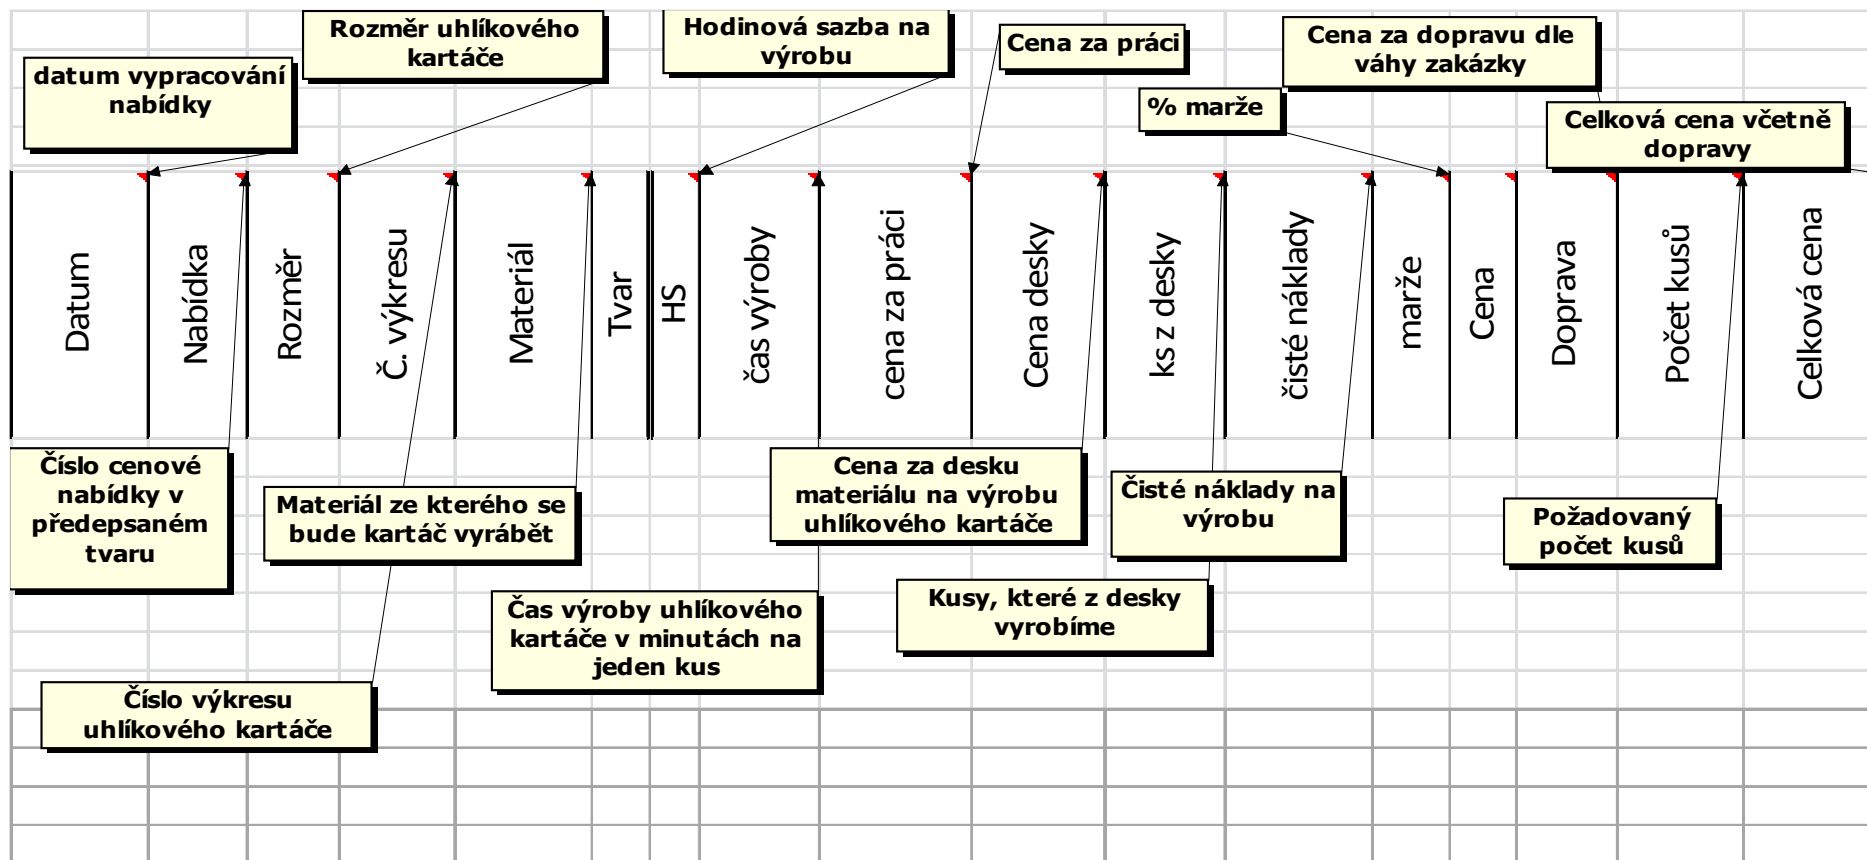 datum vypracování
nabídky
Rozměr uhlíkového
kartáče
Hodinová sazba na
výrobu
Cena za práci
% marže
Cena za dopravu dle
váhy zakázky
Celková cena včetně
dopravy
Datum
Nabídka
Rozměr
Č. výkresu
Materiál
Tvar
HS
čas výroby
cena za práci
Cena desky
ks z desky
čisté náklady
marže
Cena
Doprava
Počet kusů
Celková cena
Číslo cenové
nabídky v
předepsaném
tvaru
Materiál ze kterého se
bude kartáč vyrábět
Cena za desku
materiálu na výrobu
uhlíkového kartáče
Čisté náklady na
výrobu
Požadovaný
počet kusů
Čas výroby uhlíkového
kartáče v minutách na
jeden kus
Kusy, které z desky
vyrobíme
Číslo výkresu
uhlíkového kartáče